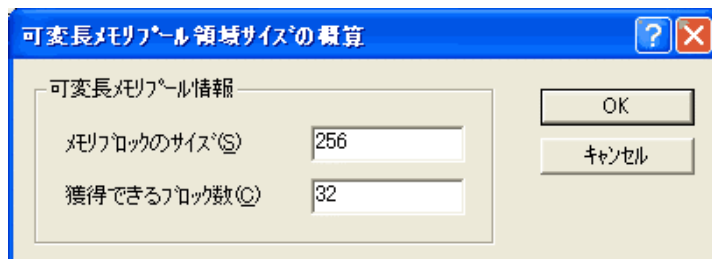 可変長ﾒﾓﾘﾌﾟｰﾙ領域ｻｲｽﾞの概算
可変長ﾒﾓﾘﾌﾟｰﾙ情報
ﾒﾓﾘﾌﾞﾛｯｸのｻｲｽﾞ(S) 256
獲得できるﾌﾞﾛｯｸ数(C) 32
OK
ｷｬﾝｾﾙ